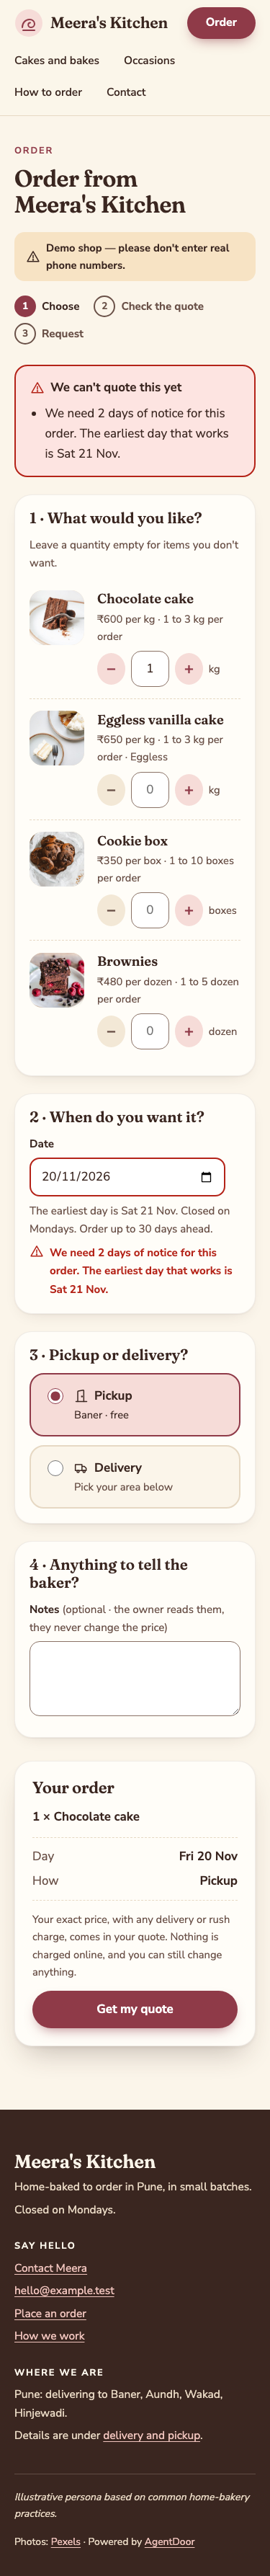 Meera's Kitchen
Order
Cakes and bakes
Occasions
How to order
Contact
ORDER
Order from
Meera's Kitchen
Demo shop — please don't enter real
phone numbers.
1 Choose
2 Check the quote
3 Request
We can't quote this yet
• We need 2 days of notice for this
order. The earliest day that works
is Sat 21 Nov.
1 · What would you like?
Leave a quantity empty for items you don't
want.
Chocolate cake
₹600 per kg · 1 to 3 kg per
order
− 1 + kg
Eggless vanilla cake
₹650 per kg · 1 to 3 kg per
order · Eggless
− 0 + kg
Cookie box
₹350 per box · 1 to 10 boxes
per order
− 0 + boxes
Brownies
₹480 per dozen · 1 to 5 dozen
per order
− 0 + dozen
2 · When do you want it?
Date
20/11/2026
The earliest day is Sat 21 Nov. Closed on
Mondays. Order up to 30 days ahead.
We need 2 days of notice for this
order. The earliest day that works is
Sat 21 Nov.
3 · Pickup or delivery?
Pickup
Baner · free
Delivery
Pick your area below
4 · Anything to tell the
baker?
Notes (optional · the owner reads them,
they never change the price)
Your order
1 × Chocolate cake
Day Fri 20 Nov
How Pickup
Your exact price, with any delivery or rush
charge, comes in your quote. Nothing is
charged online, and you can still change
anything.
Get my quote
Meera's Kitchen
Home-baked to order in Pune, in small batches.
Closed on Mondays.
SAY HELLO
Contact Meera
hello@example.test
Place an order
How we work
WHERE WE ARE
Pune: delivering to Baner, Aundh, Wakad,
Hinjewadi.
Details are under delivery and pickup.
Illustrative persona based on common home-bakery
practices.
Photos: Pexels · Powered by AgentDoor